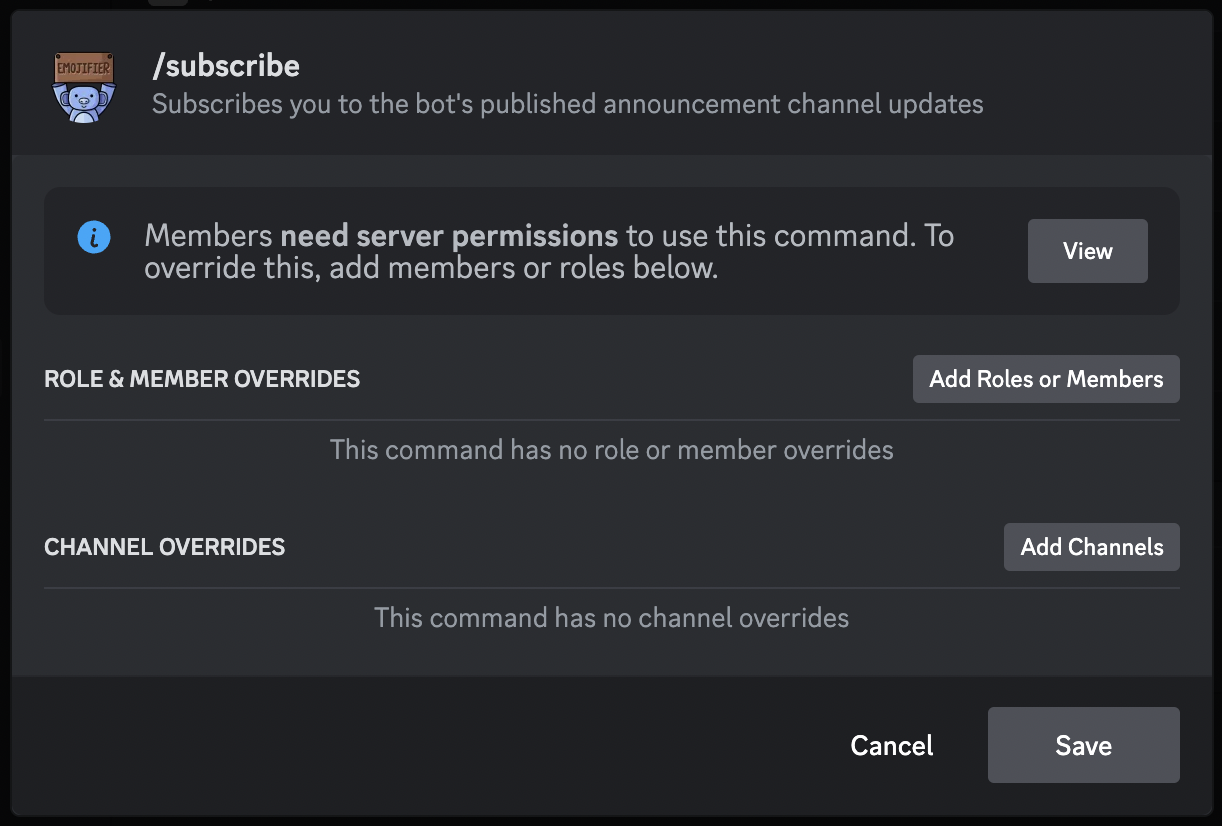 EMOJIFIER
/subscribe
Subscribes you to the bot's published announcement channel updates
i
Members need server permissions to use this command. To
override this, add members or roles below.
View
ROLE & MEMBER OVERRIDES
Add Roles or Members
This command has no role or member overrides
CHANNEL OVERRIDES
Add Channels
This command has no channel overrides
Cancel
Save